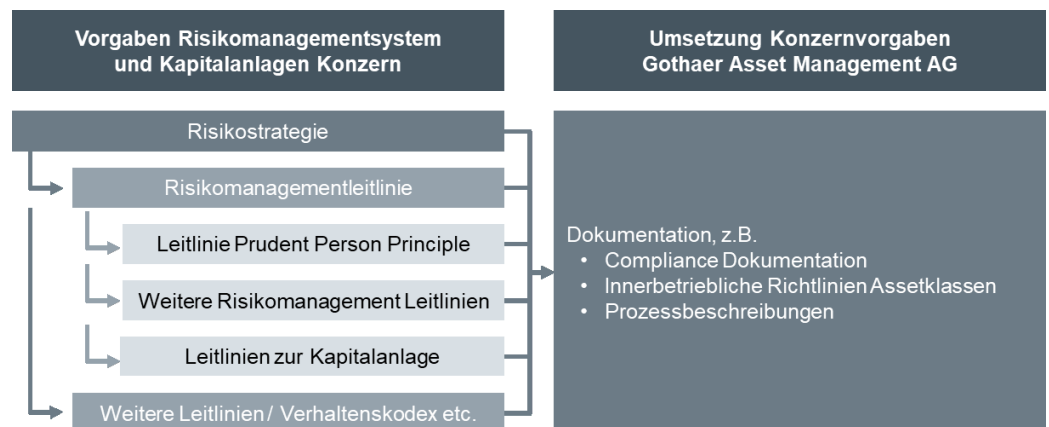 Vorgaben Risikomanagementsystem
und Kapitalanlagen Konzern
Umsetzung Konzernvorgaben
Gothaer Asset Management AG
Risikostrategie
Risikomanagementleitlinie
Leitlinie Prudent Person Principle
Weitere Risikomanagement Leitlinien
Leitlinien zur Kapitalanlage
Weitere Leitlinien / Verhaltenskodex etc.
Dokumentation, z.B.
• Compliance Dokumentation
• Innerbetriebliche Richtlinien Assetklassen
• Prozessbeschreibungen